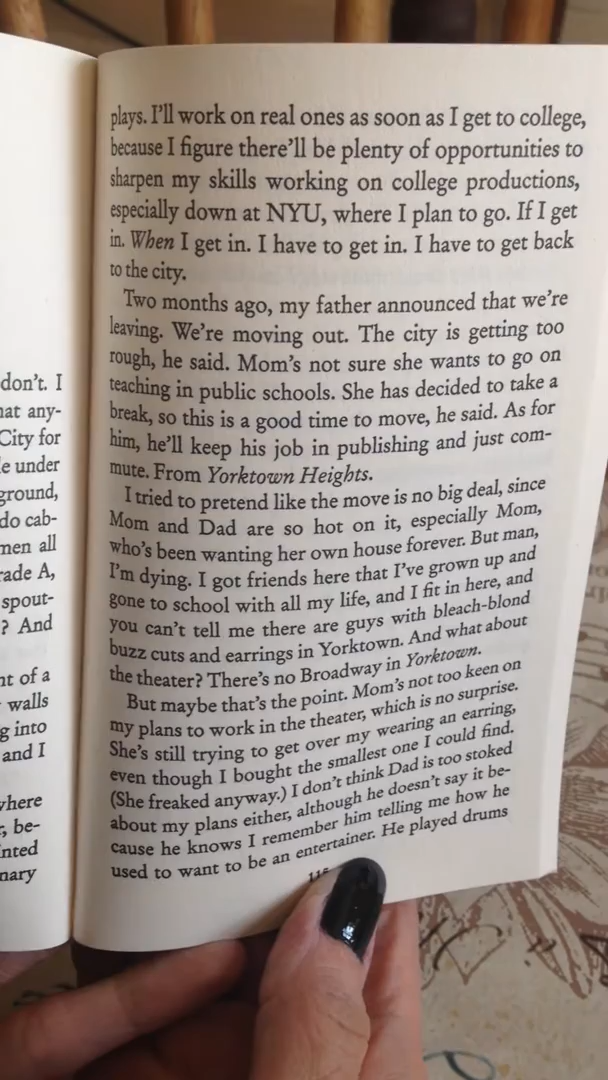 don't. I
hat any-
City for
e under
ground,
do cab-
men all
rade A,
spout-
? And
nt of a
walls
g into
and I
where
, be-
inted
nary
plays. I'll work on real ones as soon as I get to college,
because I figure there'll be plenty of opportunities to
sharpen my skills working on college productions,
especially down at NYU, where I plan to go. If I get
in. When I get in. I have to get in. I have to get back
to the city.
Two months ago, my father announced that we're
leaving. We're moving out. The city is getting too
rough, he said. Mom's not sure she wants to go on
teaching in public schools. She has decided to take a
break, so this is a good time to move, he said. As for
him, he'll keep his job in publishing and just com-
mute. From Yorktown Heights.
I tried to pretend like the move is no big deal, since
Mom and Dad are so hot on it, especially Mom,
who's been wanting her own house forever. But man,
I'm dying. I got friends here that I've grown up and
gone to school with all my life, and I fit in here, and
you can't tell me there are guys with bleach-blond
buzz cuts and earrings in Yorktown. And what about
the theater? There's no Broadway in Yorktown.
But maybe that's the point. Mom's not too keen on
my plans to work in the theater, which is no surprise.
She's still trying to get over my wearing an earring,
even though I bought the smallest one I could find.
(She freaked anyway.) I don't think Dad is too stoked
about my plans either, although he doesn't say it be-
cause he knows I remember him telling me how he
used to want to be an entertainer. He played drums